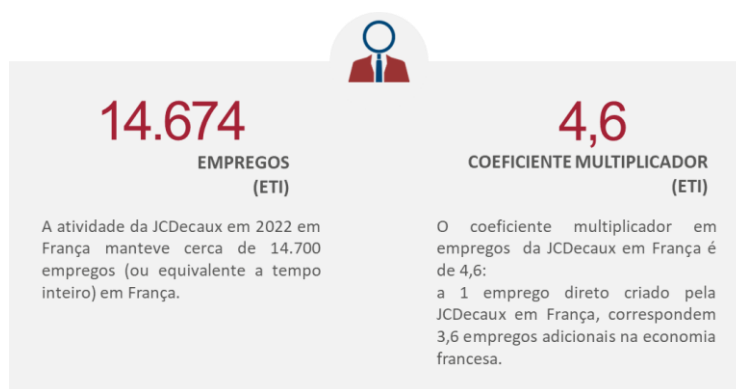 14.674
EMPREGOS
(ETI)
A atividade da JCDecaux em 2022 em
França manteve cerca de 14.700
empregos (ou equivalente a tempo
inteiro) em França.
4,6
COEFICIENTE MULTIPLICADOR
(ETI)
O coeficiente multiplicador em
empregos da JCDecaux em França é
de 4,6:
a 1 emprego direto criado pela
JCDecaux em França, correspondem
3,6 empregos adicionais na economia
francesa.